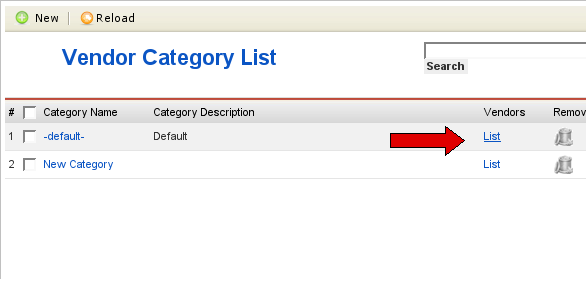 New | Reload
Vendor Category List
Search
# Category Name Category Description Vendors Remov
1 -default- Default List
2 New Category List